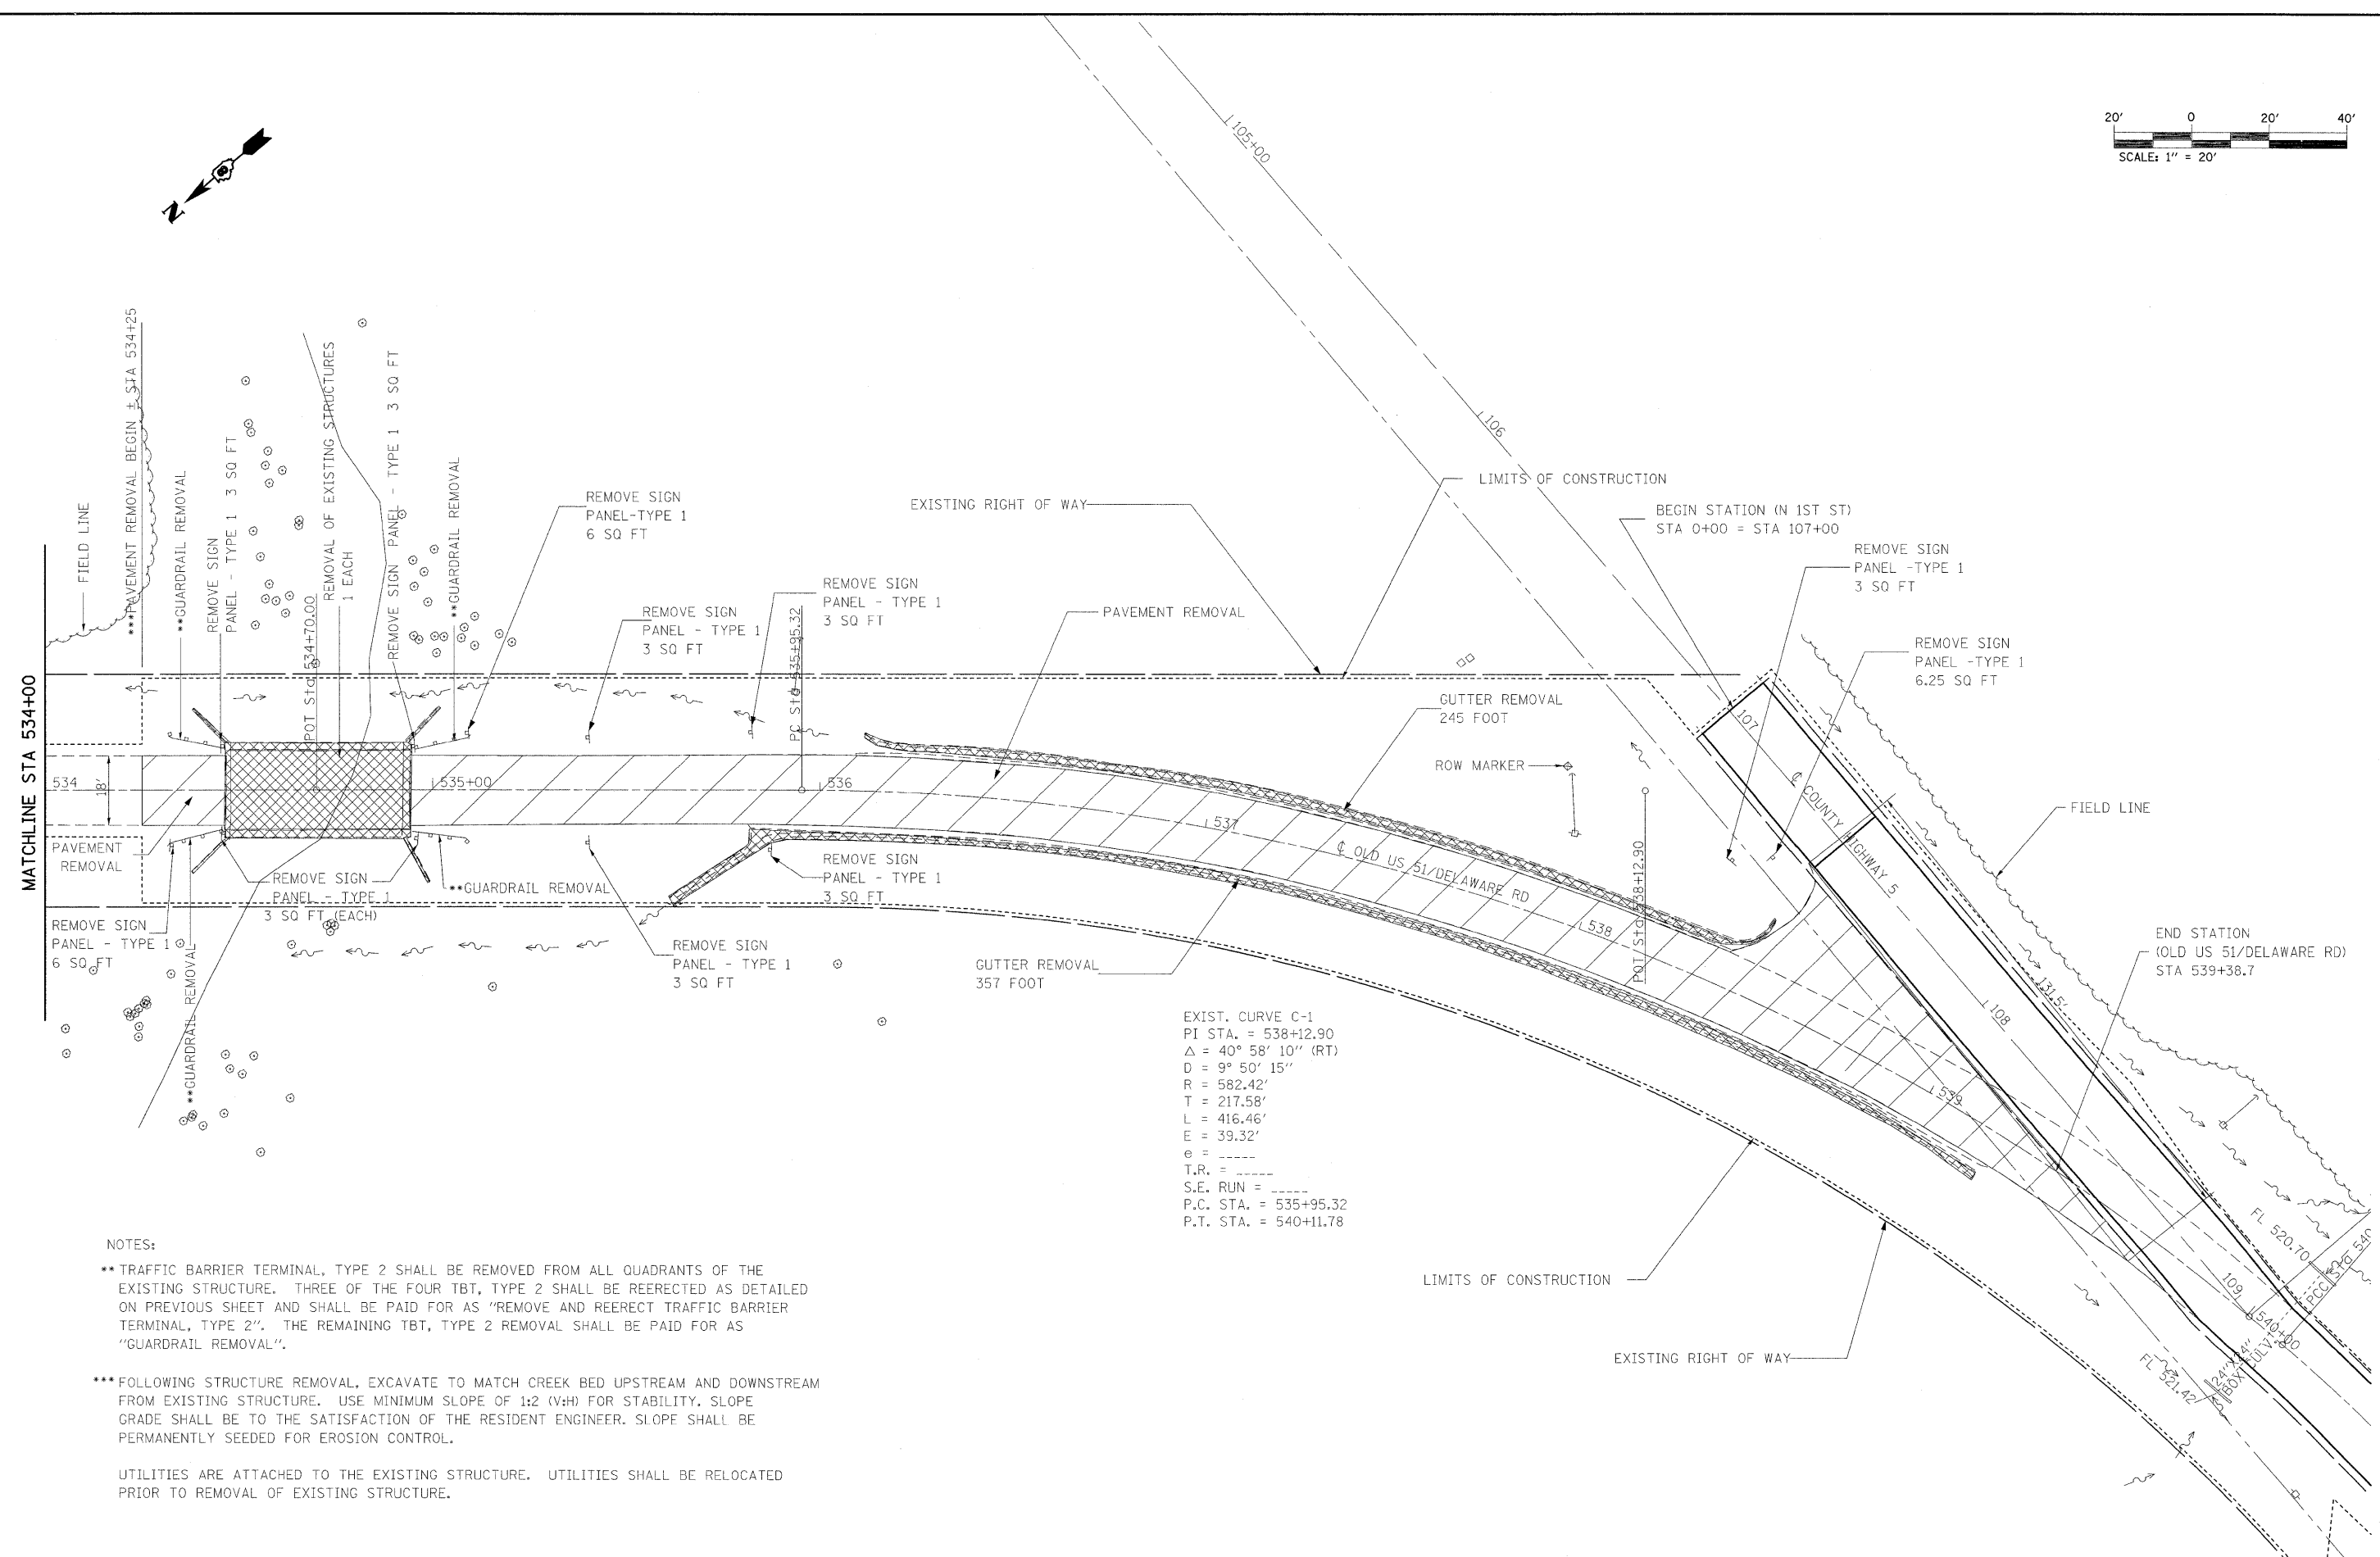 20' 0 20' 40'
SCALE: 1" = 20'
N
105+00
106
***PAVEMENT REMOVAL BEGIN ± STA 534+25
FIELD LINE
**GUARDRAIL REMOVAL
REMOVE SIGN
PANEL - TYPE 1 3 SQ FT
POT Sta 534+70.00
REMOVAL OF EXISTING STRUCTURES
1 EACH
REMOVE SIGN PANEL - TYPE 1 3 SQ FT
**GUARDRAIL REMOVAL
REMOVE SIGN
PANEL-TYPE 1
6 SQ FT
REMOVE SIGN
PANEL - TYPE 1
3 SQ FT
REMOVE SIGN
PANEL - TYPE 1
3 SQ FT
PC Sta 535+95.32
EXISTING RIGHT OF WAY
LIMITS OF CONSTRUCTION
PAVEMENT REMOVAL
BEGIN STATION (N 1ST ST)
STA 0+00 = STA 107+00
REMOVE SIGN
PANEL -TYPE 1
3 SQ FT
REMOVE SIGN
PANEL -TYPE 1
6.25 SQ FT
GUTTER REMOVAL
245 FOOT
ROW MARKER
107
℄ COUNTY HIGHWAY 5
FIELD LINE
MATCHLINE STA 534+00
534
18'
535+00
536
537
℄ OLD US 51/DELAWARE RD
538
POT Sta 538+12.90
PAVEMENT
REMOVAL
REMOVE SIGN
PANEL - TYPE 1
3 SQ FT (EACH)
**GUARDRAIL REMOVAL
REMOVE SIGN
PANEL - TYPE 1
3 SQ FT
REMOVE SIGN
PANEL - TYPE 1
6 SQ FT
**GUARDRAIL REMOVAL
REMOVE SIGN
PANEL - TYPE 1
3 SQ FT
GUTTER REMOVAL
357 FOOT
END STATION
(OLD US 51/DELAWARE RD)
STA 539+38.7
131.5'
108
539
EXIST. CURVE C-1
PI STA. = 538+12.90
Δ = 40° 58' 10" (RT)
D = 9° 50' 15"
R = 582.42'
T = 217.58'
L = 416.46'
E = 39.32'
e = _____
T.R. = _____
S.E. RUN = _____
P.C. STA. = 535+95.32
P.T. STA. = 540+11.78
LIMITS OF CONSTRUCTION
EXISTING RIGHT OF WAY
FL 520.70
PCC Sta 540
109
540+00
24"X24"
BOX CULV
FL 521.42
NOTES:
** TRAFFIC BARRIER TERMINAL, TYPE 2 SHALL BE REMOVED FROM ALL QUADRANTS OF THE
EXISTING STRUCTURE. THREE OF THE FOUR TBT, TYPE 2 SHALL BE REERECTED AS DETAILED
ON PREVIOUS SHEET AND SHALL BE PAID FOR AS "REMOVE AND REERECT TRAFFIC BARRIER
TERMINAL, TYPE 2". THE REMAINING TBT, TYPE 2 REMOVAL SHALL BE PAID FOR AS
"GUARDRAIL REMOVAL".
*** FOLLOWING STRUCTURE REMOVAL, EXCAVATE TO MATCH CREEK BED UPSTREAM AND DOWNSTREAM
FROM EXISTING STRUCTURE. USE MINIMUM SLOPE OF 1:2 (V:H) FOR STABILITY. SLOPE
GRADE SHALL BE TO THE SATISFACTION OF THE RESIDENT ENGINEER. SLOPE SHALL BE
PERMANENTLY SEEDED FOR EROSION CONTROL.
UTILITIES ARE ATTACHED TO THE EXISTING STRUCTURE. UTILITIES SHALL BE RELOCATED
PRIOR TO REMOVAL OF EXISTING STRUCTURE.